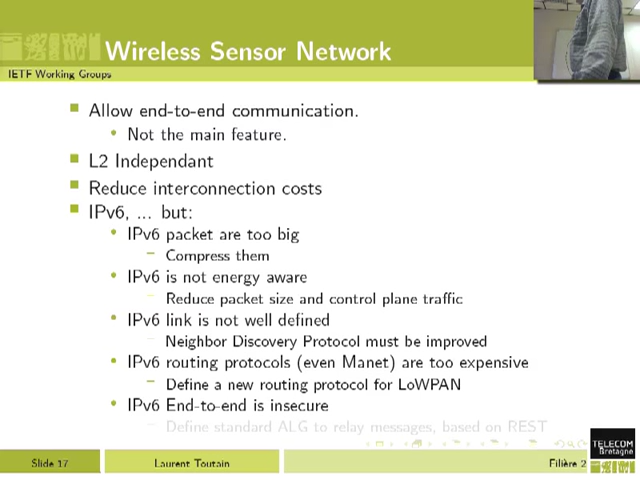 Wireless Sensor Network
IETF Working Groups
Allow end-to-end communication.
Not the main feature.
L2 Independant
Reduce interconnection costs
IPv6, ... but:
IPv6 packet are too big
Compress them
IPv6 is not energy aware
Reduce packet size and control plane traffic
IPv6 link is not well defined
Neighbor Discovery Protocol must be improved
IPv6 routing protocols (even Manet) are too expensive
Define a new routing protocol for LoWPAN
IPv6 End-to-end is insecure
Define standard ALG to relay messages, based on REST
TELECOM
Bretagne
Slide 17
Laurent Toutain
Filière 2